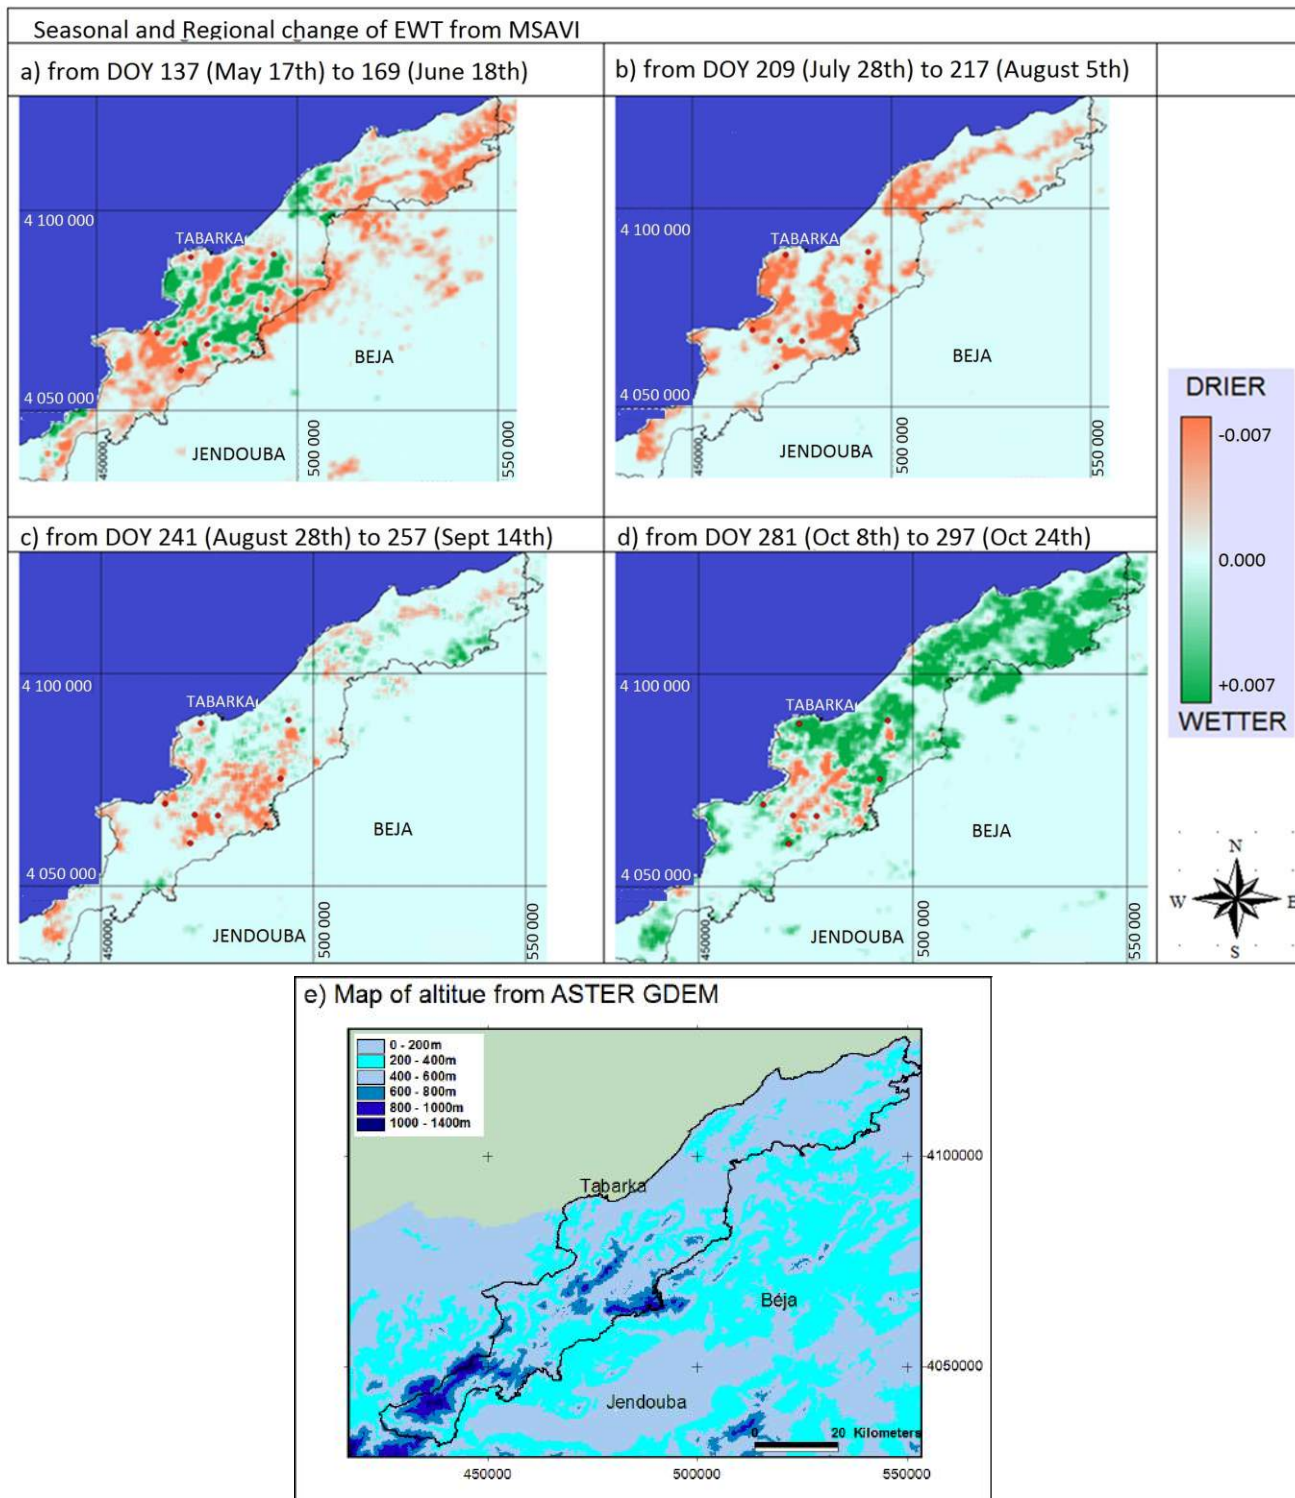 Seasonal and Regional change of EWT from MSAVI
a) from DOY 137 (May 17th) to 169 (June 18th)
b) from DOY 209 (July 28th) to 217 (August 5th)
4 100 000
TABARKA
BEJA
4 050 000
JENDOUBA
450000
500 000
550 000
4 100 000
TABARKA
BEJA
4 050 000
JENDOUBA
450000
500 000
550 000
DRIER
-0.007
0.000
+0.007
WETTER
c) from DOY 241 (August 28th) to 257 (Sept 14th)
d) from DOY 281 (Oct 8th) to 297 (Oct 24th)
4 100 000
TABARKA
BEJA
4 050 000
JENDOUBA
450000
500 000
550 000
4 100 000
TABARKA
BEJA
4 050 000
JENDOUBA
450000
500 000
550 000
N
W E
S
e) Map of altitue from ASTER GDEM
0 - 200m
200 - 400m
400 - 600m
600 - 800m
800 - 1000m
1000 - 1400m
4100000
Tabarka
Béja
4050000
Jendouba
0 20 Kilometers
450000 500000 550000